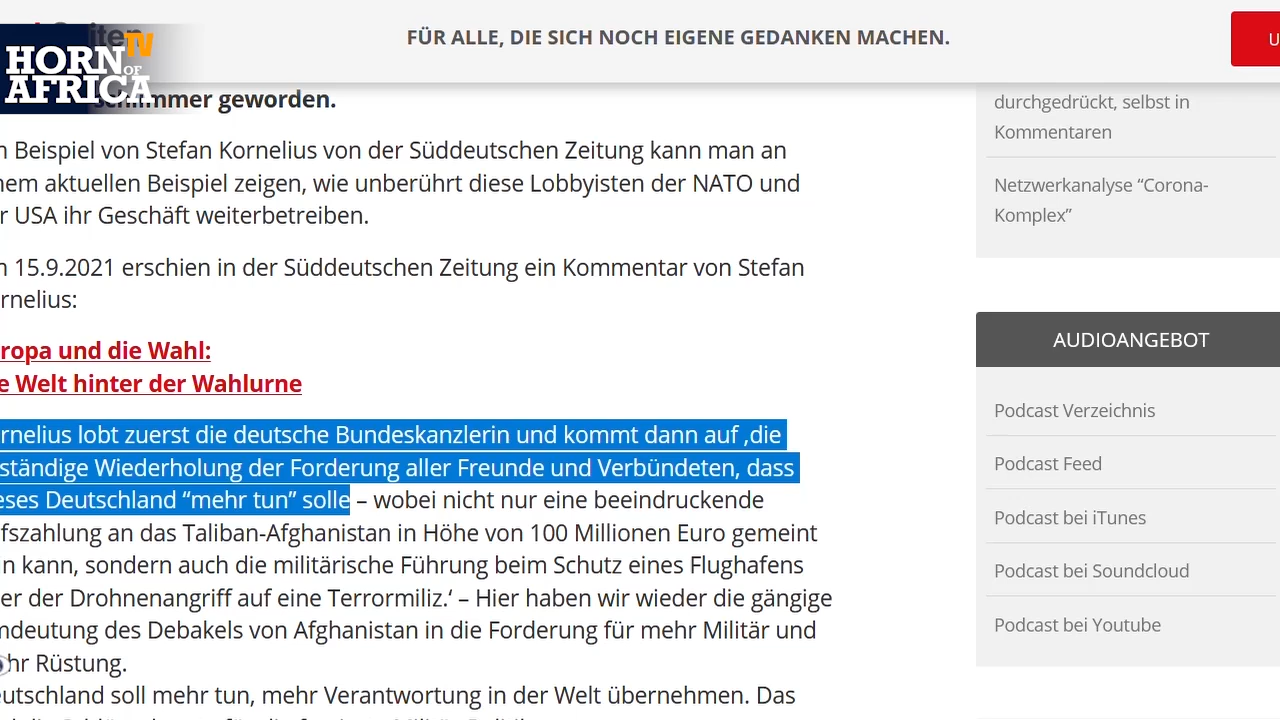 FÜR ALLE, DIE SICH NOCH EIGENE GEDANKEN MACHEN.
HORN TV
OF
AFRICA
geworden.
Beispiel von Stefan Kornelius von der Süddeutschen Zeitung kann man an
nem aktuellen Beispiel zeigen, wie unberührt diese Lobbyisten der NATO und
r USA ihr Geschäft weiterbetreiben.
15.9.2021 erschien in der Süddeutschen Zeitung ein Kommentar von Stefan
rnelius:
ropa und die Wahl:
e Welt hinter der Wahlurne
rnelius lobt zuerst die deutsche Bundeskanzlerin und kommt dann auf ‚die
ständige Wiederholung der Forderung aller Freunde und Verbündeten, dass
eses Deutschland “mehr tun” solle – wobei nicht nur eine beeindruckende
fszahlung an das Taliban-Afghanistan in Höhe von 100 Millionen Euro gemeint
in kann, sondern auch die militärische Führung beim Schutz eines Flughafens
er der Drohnenangriff auf eine Terrormiliz.‘ – Hier haben wir wieder die gängige
mdeutung des Debakels von Afghanistan in die Forderung für mehr Militär und
hr Rüstung.
eutschland soll mehr tun, mehr Verantwortung in der Welt übernehmen. Das
durchgedrückt, selbst in
Kommentaren
Netzwerkanalyse “Corona-
Komplex”
AUDIOANGEBOT
Podcast Verzeichnis
Podcast Feed
Podcast bei iTunes
Podcast bei Soundcloud
Podcast bei Youtube